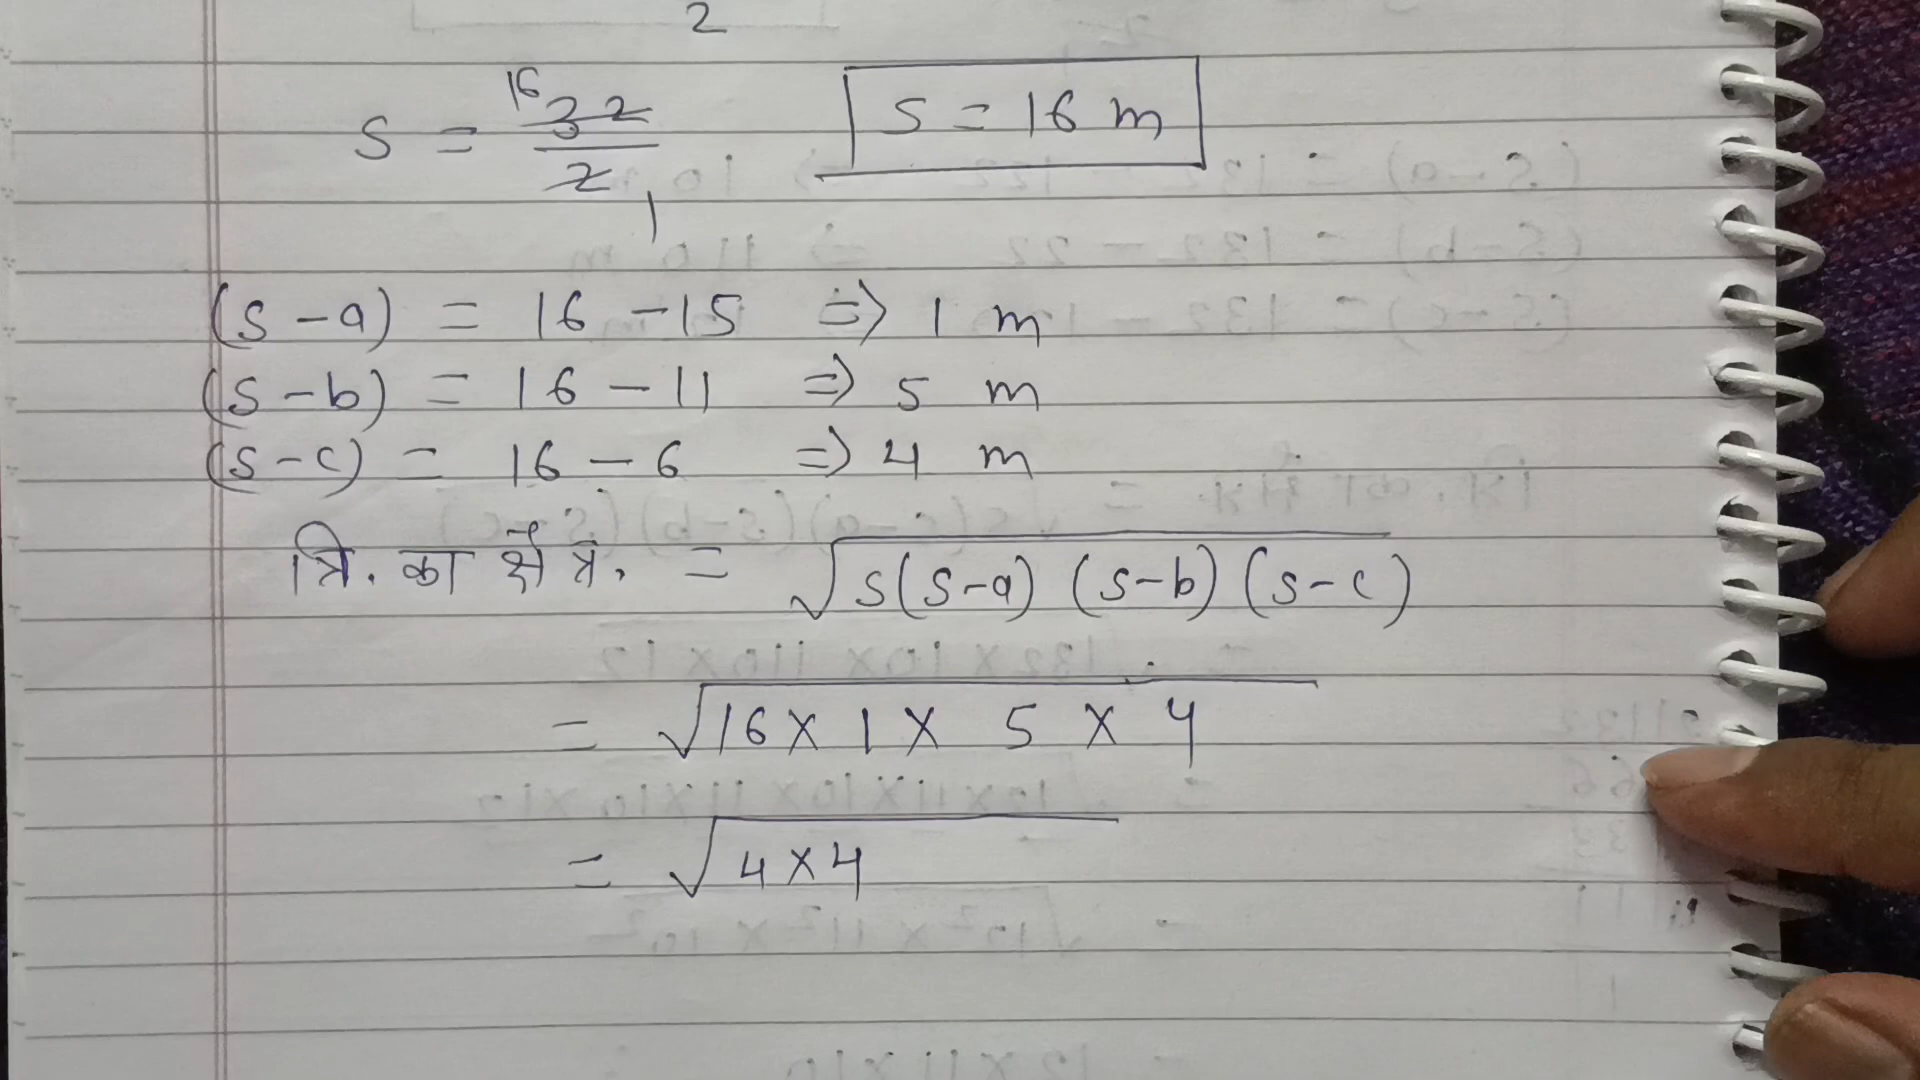 2
S = 16 32 / 2 1 S = 16 m
(S - a) = 16 - 15 ⇒ 1 m
(S - b) = 16 - 11 ⇒ 5 m
(S - c) = 16 - 6 ⇒ 4 m
त्रि. का क्षेत्र. = √S(S-a) (S-b) (S-c)
= √16 × 1 × 5 × 4
= √4 × 4